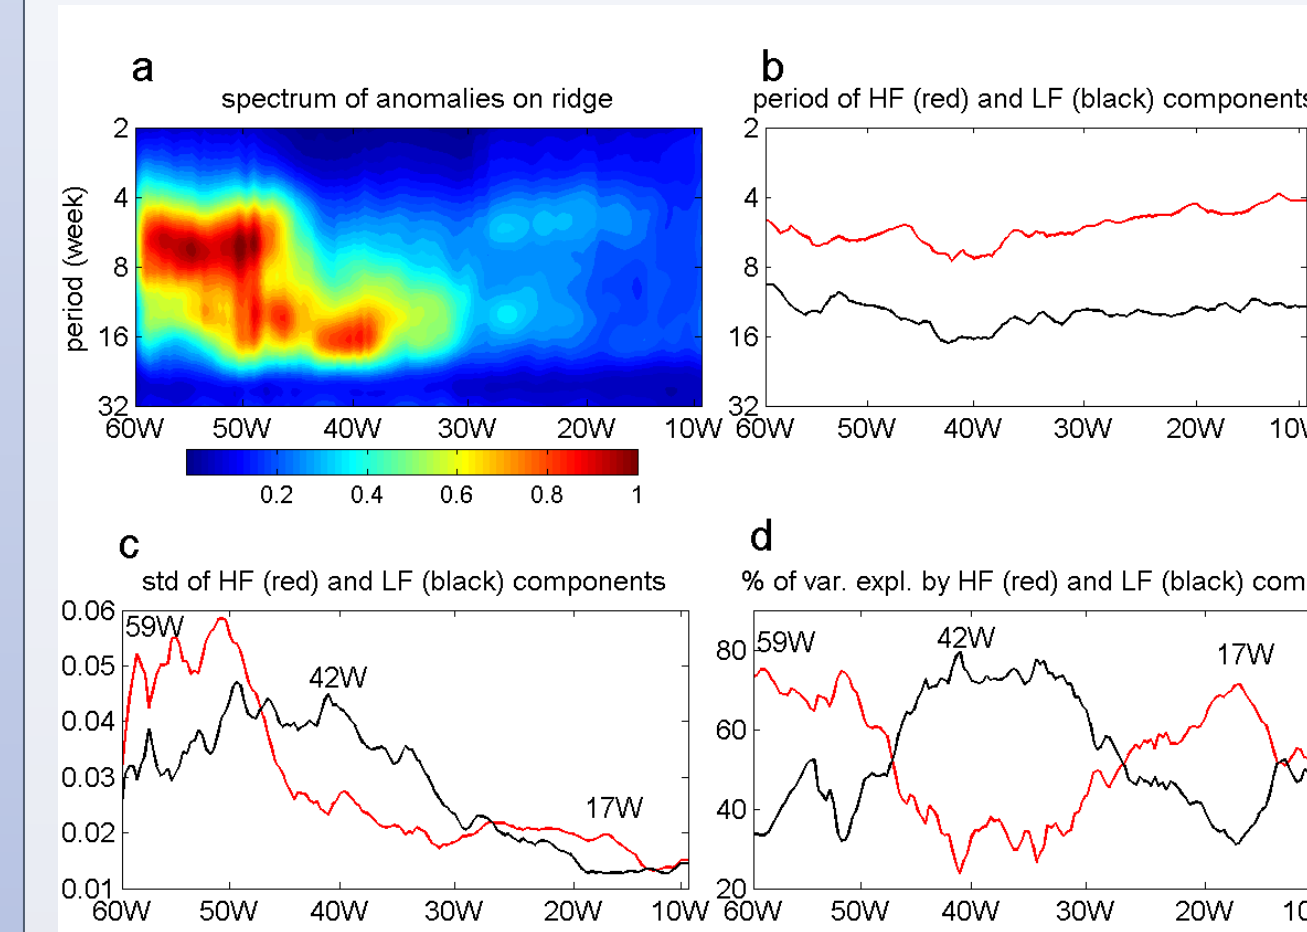 a
spectrum of anomalies on ridge
2
4
8
16
32
period (week)
60W 50W 40W 30W 20W 10W
0.2 0.4 0.6 0.8 1
b
period of HF (red) and LF (black) components
2
4
8
16
32
60W 50W 40W 30W 20W 10W
c
std of HF (red) and LF (black) components
0.06
0.05
0.04
0.03
0.02
0.01
59W
42W
17W
60W 50W 40W 30W 20W 10W
d
% of var. expl. by HF (red) and LF (black) com
80
60
40
20
59W
42W
17W
60W 50W 40W 30W 20W 10